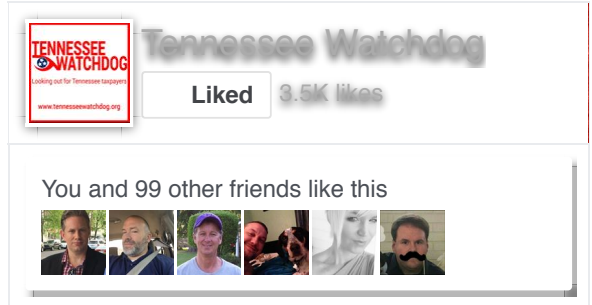 TENNESSEE
WATCHDOG
Looking out for Tennessee taxpayers
www.tennesseewatchdog.org
Tennessee Watchdog
Liked
3.5K likes
You and 99 other friends like this